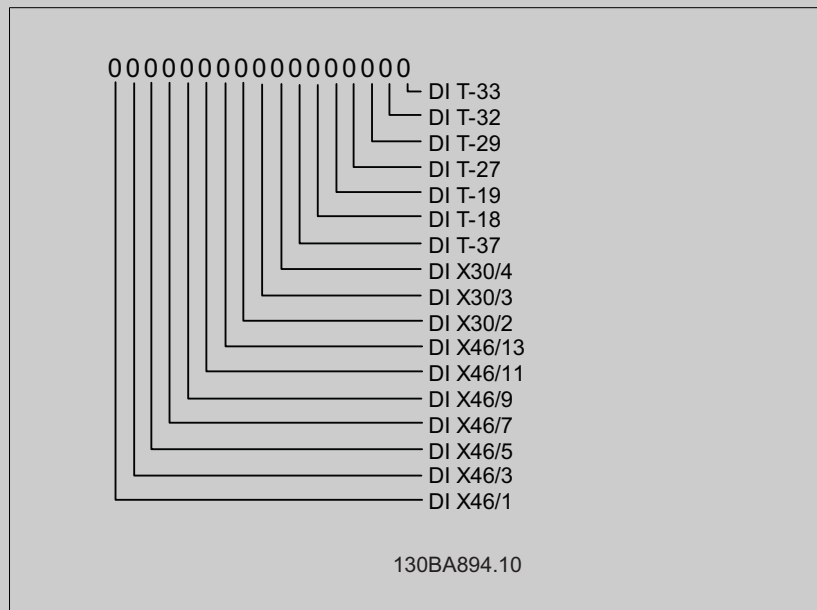 00000000000000000
DI T-33
DI T-32
DI T-29
DI T-27
DI T-19
DI T-18
DI T-37
DI X30/4
DI X30/3
DI X30/2
DI X46/13
DI X46/11
DI X46/9
DI X46/7
DI X46/5
DI X46/3
DI X46/1
130BA894.10